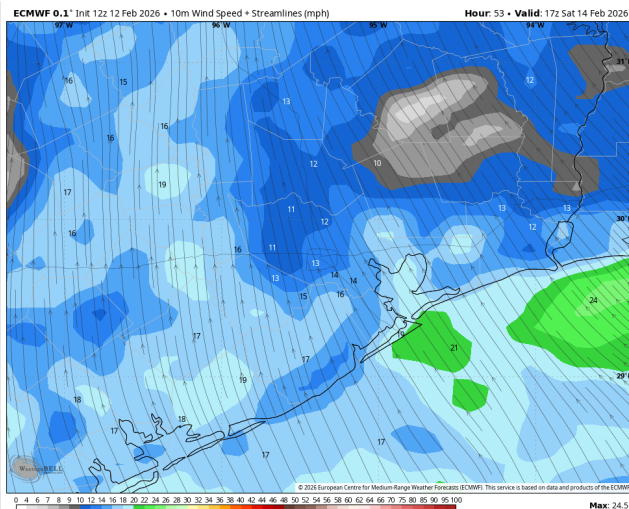 ECMWF 0.1° Init 12z 12 Feb 2026 • 10m Wind Speed + Streamlines (mph)
Hour: 53 • Valid: 17z Sat 14 Feb 2026
97°W 96°W 95°W 94°W
31°
16 15 13 12
16 16
12 10
17 19
11 12 13 13
30°
16 16 11 12
13 13 14 14
15 16
24
17 19 21
17 29°
19
18
17 18
17 17
WeatherBELL
© 2026 European Centre for Medium-Range Weather Forecasts (ECMWF). This service is based on data and products of the ECMWF
0 4 6 7 8 9 10 12 14 16 18 20 22 24 26 28 30 32 34 36 38 40 42 44 46 48 50 52 54 56 58 60 62 64 66 68 70 75 80 85 90 95 100
Max: 24.5